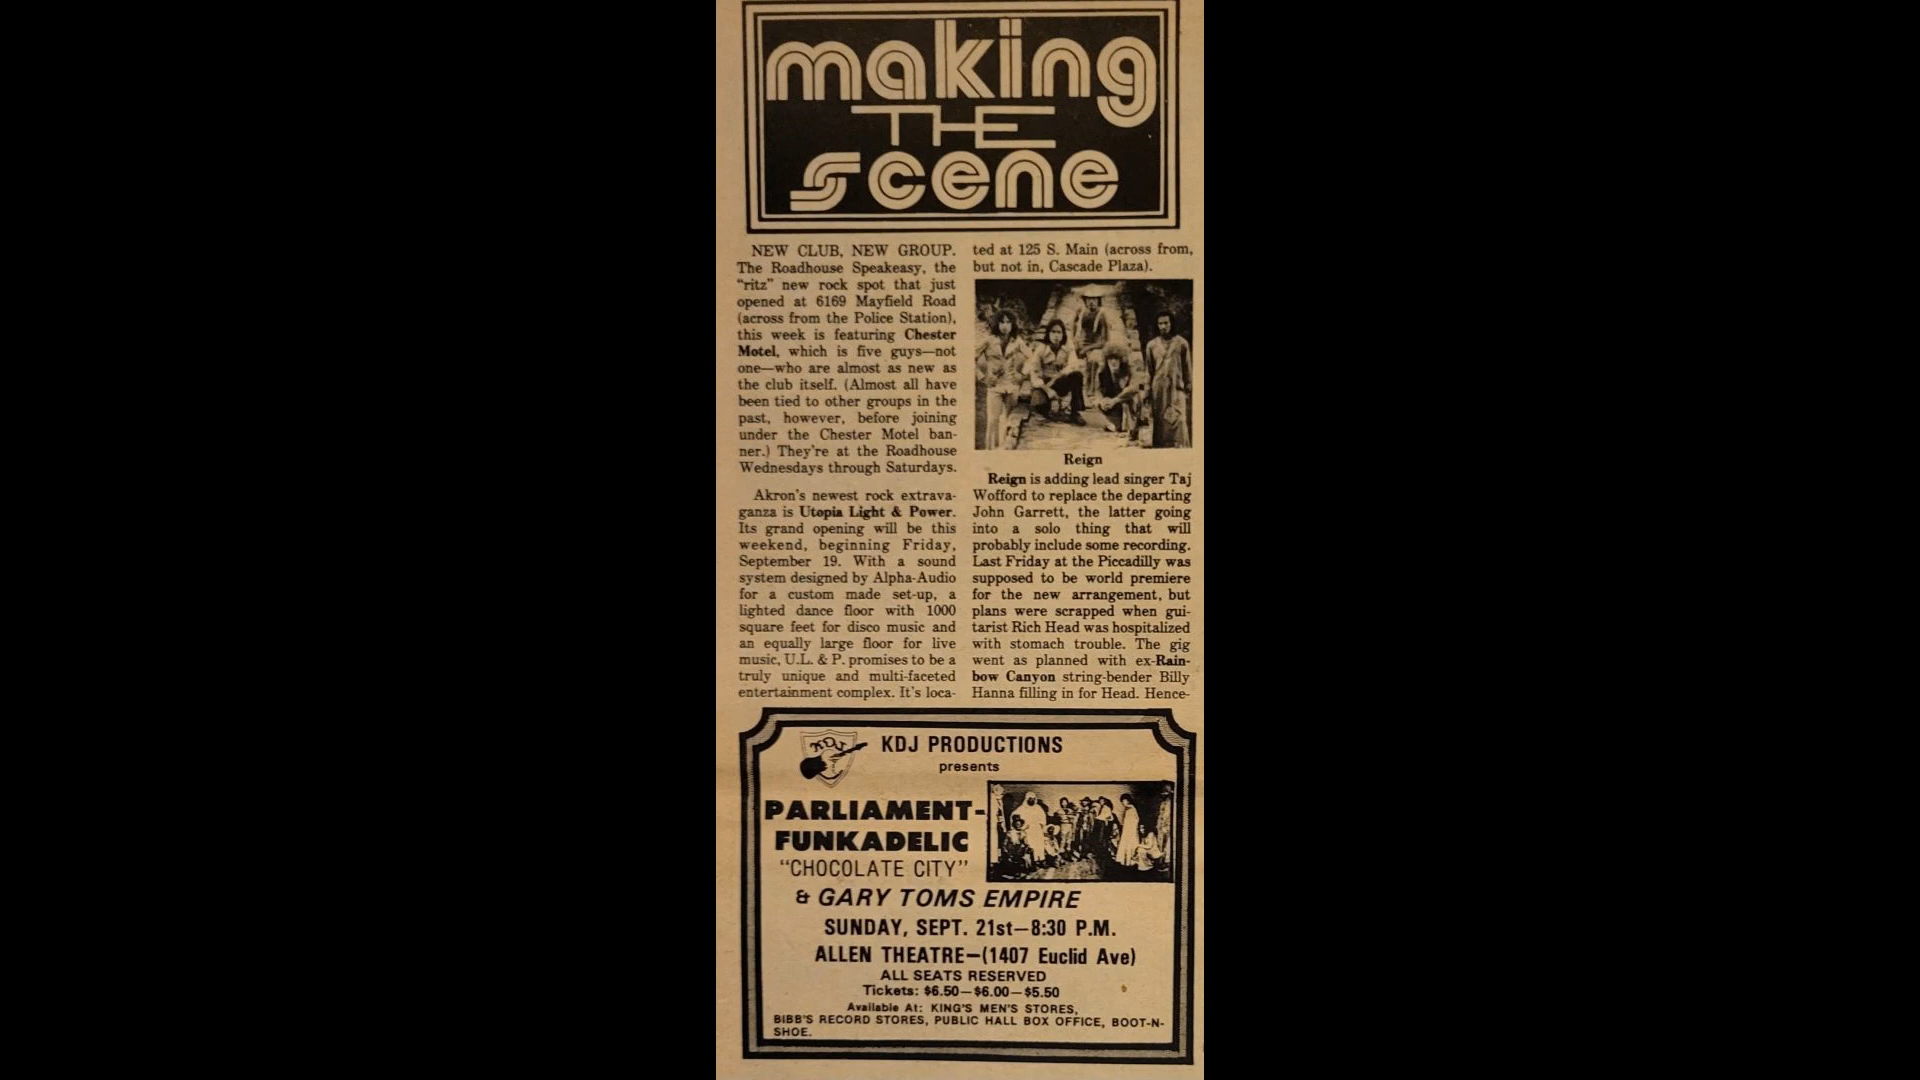 making
THE
scene
NEW CLUB, NEW GROUP.
The Roadhouse Speakeasy, the
"ritz" new rock spot that just
opened at 6169 Mayfield Road
(across from the Police Station),
this week is featuring Chester
Motel, which is five guys—not
one—who are almost as new as
the club itself. (Almost all have
been tied to other groups in the
past, however, before joining
under the Chester Motel ban-
ner.) They're at the Roadhouse
Wednesdays through Saturdays.
Akron's newest rock extrava-
ganza is Utopia Light & Power.
Its grand opening will be this
weekend, beginning Friday,
September 19. With a sound
system designed by Alpha-Audio
for a custom made set-up, a
lighted dance floor with 1000
square feet for disco music and
an equally large floor for live
music, U.L. & P. promises to be a
truly unique and multi-faceted
entertainment complex. It's loca-
ted at 125 S. Main (across from,
but not in, Cascade Plaza).
Reign
Reign is adding lead singer Taj
Wofford to replace the departing
John Garrett, the latter going
into a solo thing that will
probably include some recording.
Last Friday at the Piccadilly was
supposed to be world premiere
for the new arrangement, but
plans were scrapped when gui-
tarist Rich Head was hospitalized
with stomach trouble. The gig
went as planned with ex-Rain-
bow Canyon string-bender Billy
Hanna filling in for Head. Hence-
KDJ
KDJ PRODUCTIONS
presents
PARLIAMENT-
FUNKADELIC
"CHOCOLATE CITY"
& GARY TOMS EMPIRE
SUNDAY, SEPT. 21st—8:30 P.M.
ALLEN THEATRE—(1407 Euclid Ave)
ALL SEATS RESERVED
Tickets: $6.50—$6.00—$5.50
Available At: KING'S MEN'S STORES,
BIBB'S RECORD STORES, PUBLIC HALL BOX OFFICE, BOOT-N-
SHOE.